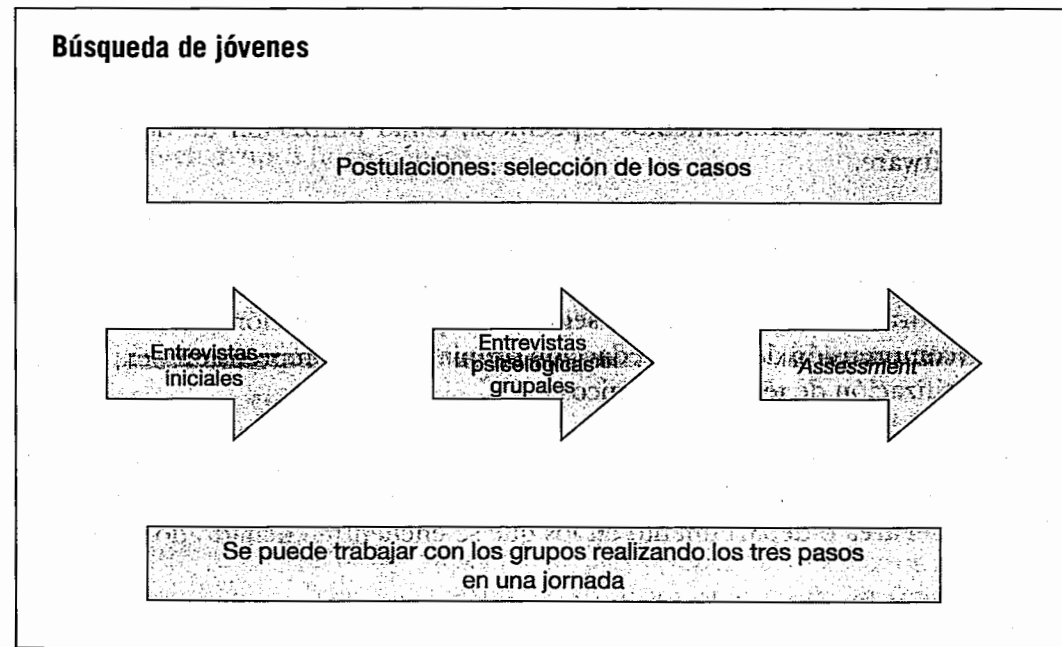 Búsqueda de jóvenes
Postulaciones: selección de los casos
Entrevistas
iniciales
Entrevistas
psicológicas
grupales
Assessment
Se puede trabajar con los grupos realizando los tres pasos
en una jornada